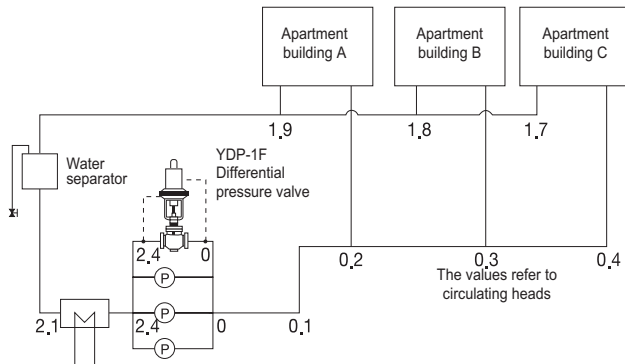 Apartment
building A
Apartment
building B
Apartment
building C
1.9
1.8
1.7
Water
separator
YDP-1F
Differential
pressure valve
2.4
0
0.2
0.3
0.4
The values refer to
circulating heads
P
2.1
2.4
P
0
0.1
P